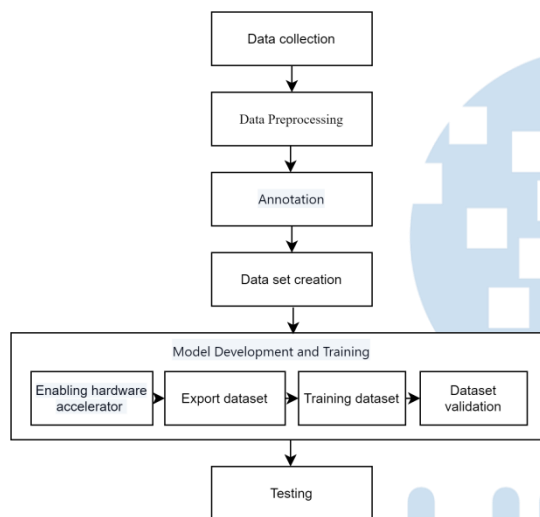 Data collection
Data Preprocessing
Annotation
Data set creation
Model Development and Training
Enabling hardware
accelerator
Export dataset
Training dataset
Dataset
validation
Testing